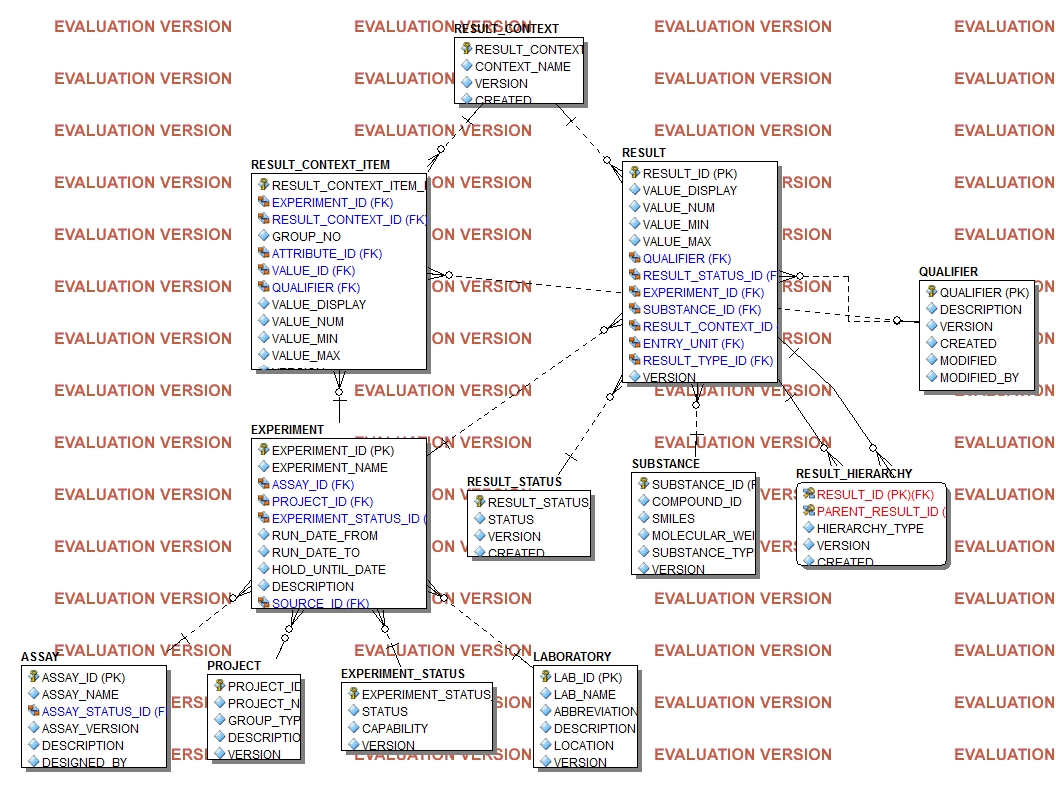 EVALUATION VERSION EVALUATION VERSION EVALUATION VERSION EVALUATION VERSION
RESULT_CONTEXT
RESULT_CONTEXT
CONTEXT_NAME
VERSION
CREATED
RESULT_CONTEXT_ITEM
RESULT_CONTEXT_ITEM_I
EXPERIMENT_ID (FK)
RESULT_CONTEXT_ID (FK)
GROUP_NO
ATTRIBUTE_ID (FK)
VALUE_ID (FK)
QUALIFIER (FK)
VALUE_DISPLAY
VALUE_NUM
VALUE_MIN
VALUE_MAX
VERSION
RESULT
RESULT_ID (PK)
VALUE_DISPLAY
VALUE_NUM
VALUE_MIN
VALUE_MAX
QUALIFIER (FK)
RESULT_STATUS_ID (F
EXPERIMENT_ID (FK)
SUBSTANCE_ID (FK)
RESULT_CONTEXT_ID
ENTRY_UNIT (FK)
RESULT_TYPE_ID (FK)
VERSION
QUALIFIER
QUALIFIER (PK)
DESCRIPTION
VERSION
CREATED
MODIFIED
MODIFIED_BY
EXPERIMENT
EXPERIMENT_ID (PK)
EXPERIMENT_NAME
ASSAY_ID (FK)
PROJECT_ID (FK)
EXPERIMENT_STATUS_ID (
RUN_DATE_FROM
RUN_DATE_TO
HOLD_UNTIL_DATE
DESCRIPTION
SOURCE_ID (FK)
RESULT_STATUS
RESULT_STATUS_
STATUS
VERSION
CREATED
SUBSTANCE
SUBSTANCE_ID (F
COMPOUND_ID
SMILES
MOLECULAR_WEI
SUBSTANCE_TYP
VERSION
RESULT_HIERARCHY
RESULT_ID (PK)(FK)
PARENT_RESULT_ID (
HIERARCHY_TYPE
VERSION
CREATED
ASSAY
ASSAY_ID (PK)
ASSAY_NAME
ASSAY_STATUS_ID (F
ASSAY_VERSION
DESCRIPTION
DESIGNED_BY
PROJECT
PROJECT_ID
PROJECT_N
GROUP_TYP
DESCRIPTIO
VERSION
EXPERIMENT_STATUS
EXPERIMENT_STATUS_
STATUS
CAPABILITY
VERSION
LABORATORY
LAB_ID (PK)
LAB_NAME
ABBREVIATION
DESCRIPTION
LOCATION
VERSION